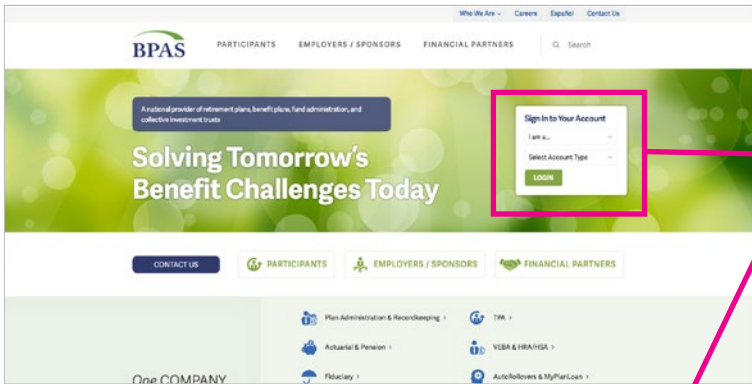 Who We Are Careers Español Contact Us
BPAS PARTICIPANTS EMPLOYERS / SPONSORS FINANCIAL PARTNERS Search
A national provider of retirement plans, benefit plans, fund administration, and
collective investment trusts
Solving Tomorrow's
Benefit Challenges Today
Sign In to Your Account
I am a...
Select Account Type
LOGIN
CONTACT US PARTICIPANTS EMPLOYERS / SPONSORS FINANCIAL PARTNERS
Plan Administration & Recordkeeping > TPA >
Actuarial & Pension > VEBA & HRA/HSA >
One COMPANY
Fiduciary > AutoRollovers & MyPlanLoan >